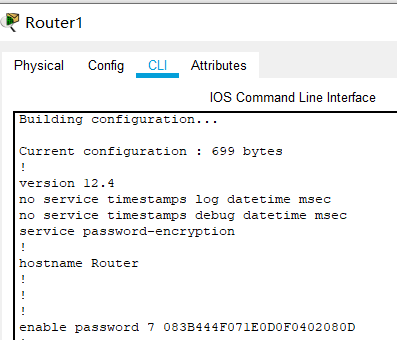 Router1
Physical Config CLI Attributes
IOS Command Line Interface
Building configuration...
Current configuration : 699 bytes
!
version 12.4
no service timestamps log datetime msec
no service timestamps debug datetime msec
service password-encryption
!
hostname Router
!
!
!
enable password 7 083B444F071E0D0F0402080D